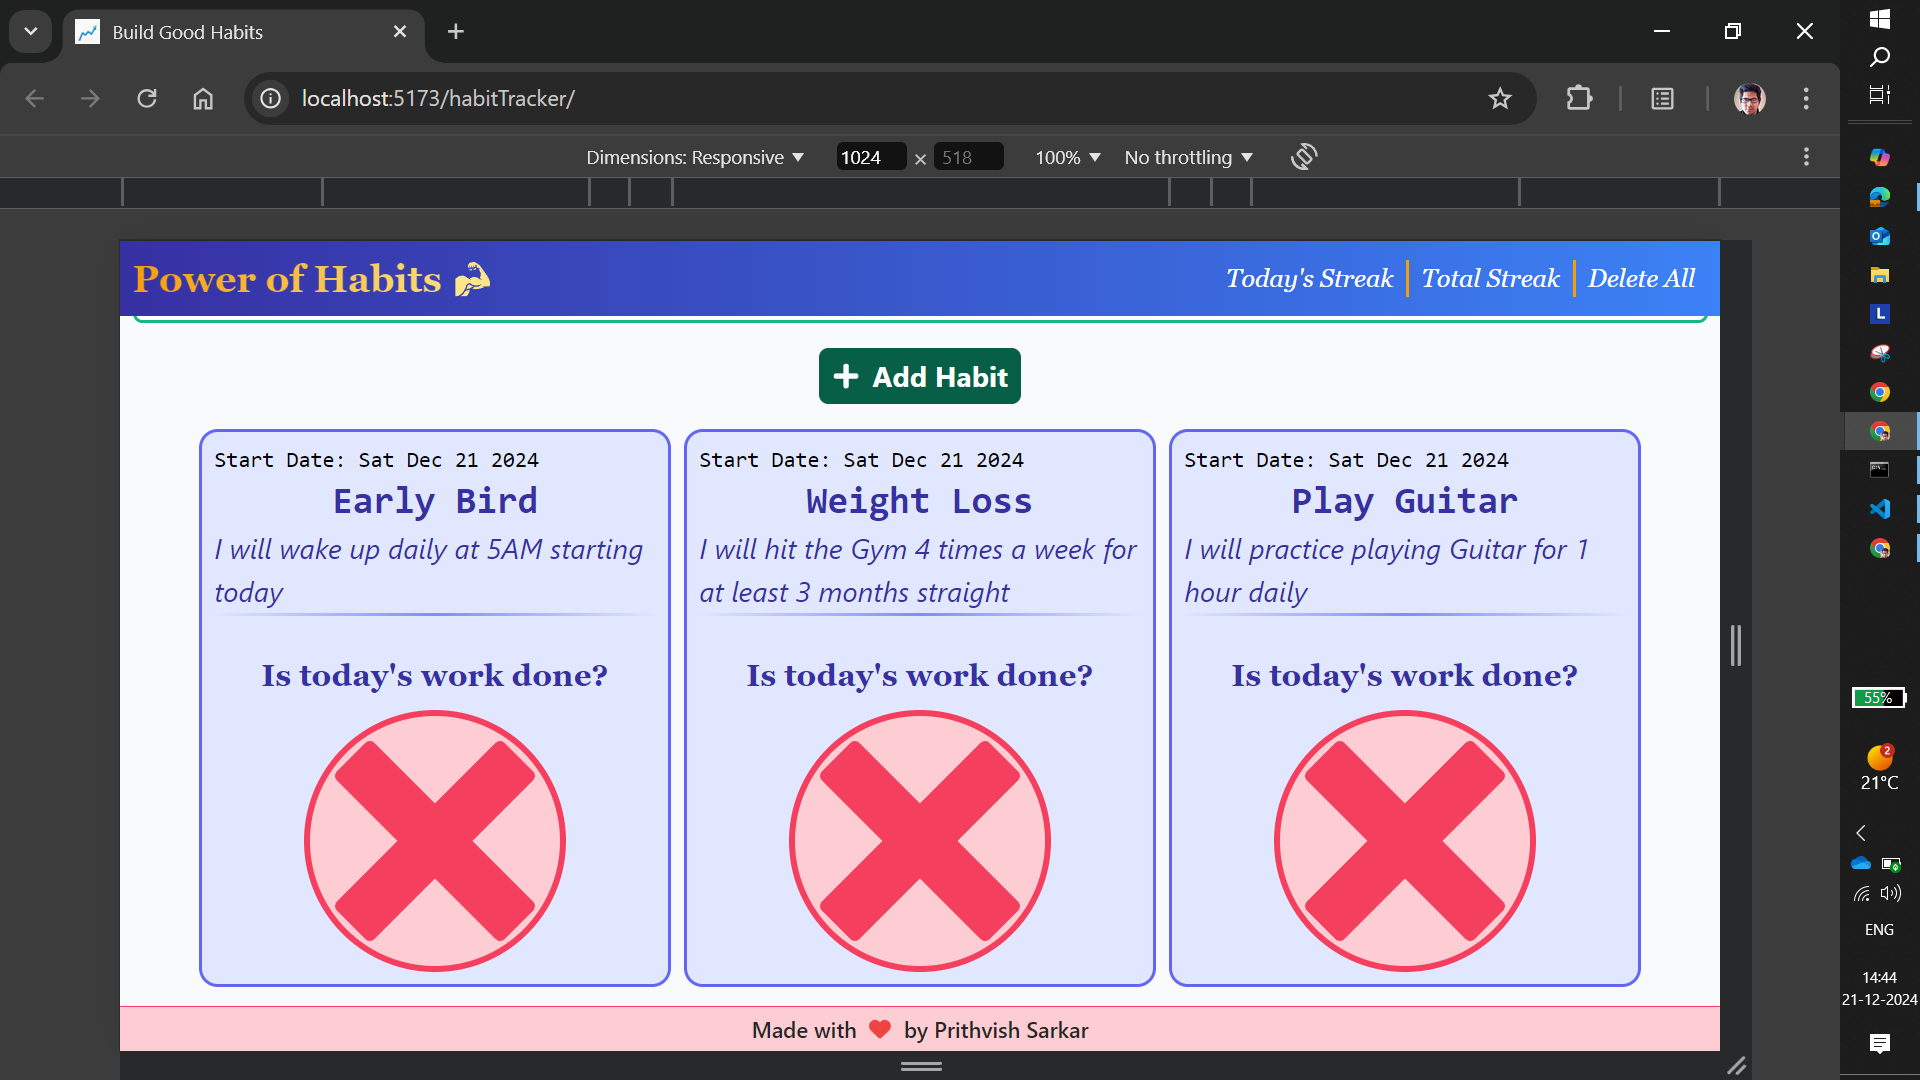 Build Good Habits
localhost:5173/habitTracker/
Dimensions: Responsive 1024 × 518 100% No throttling
Power of Habits
Today's Streak Total Streak Delete All
Add Habit
Start Date: Sat Dec 21 2024
Early Bird
I will wake up daily at 5AM starting
today
Is today's work done?
Start Date: Sat Dec 21 2024
Weight Loss
I will hit the Gym 4 times a week for
at least 3 months straight
Is today's work done?
Start Date: Sat Dec 21 2024
Play Guitar
I will practice playing Guitar for 1
hour daily
Is today's work done?
Made with by Prithvish Sarkar
L
55%
2
21°C
ENG
14:44
21-12-2024